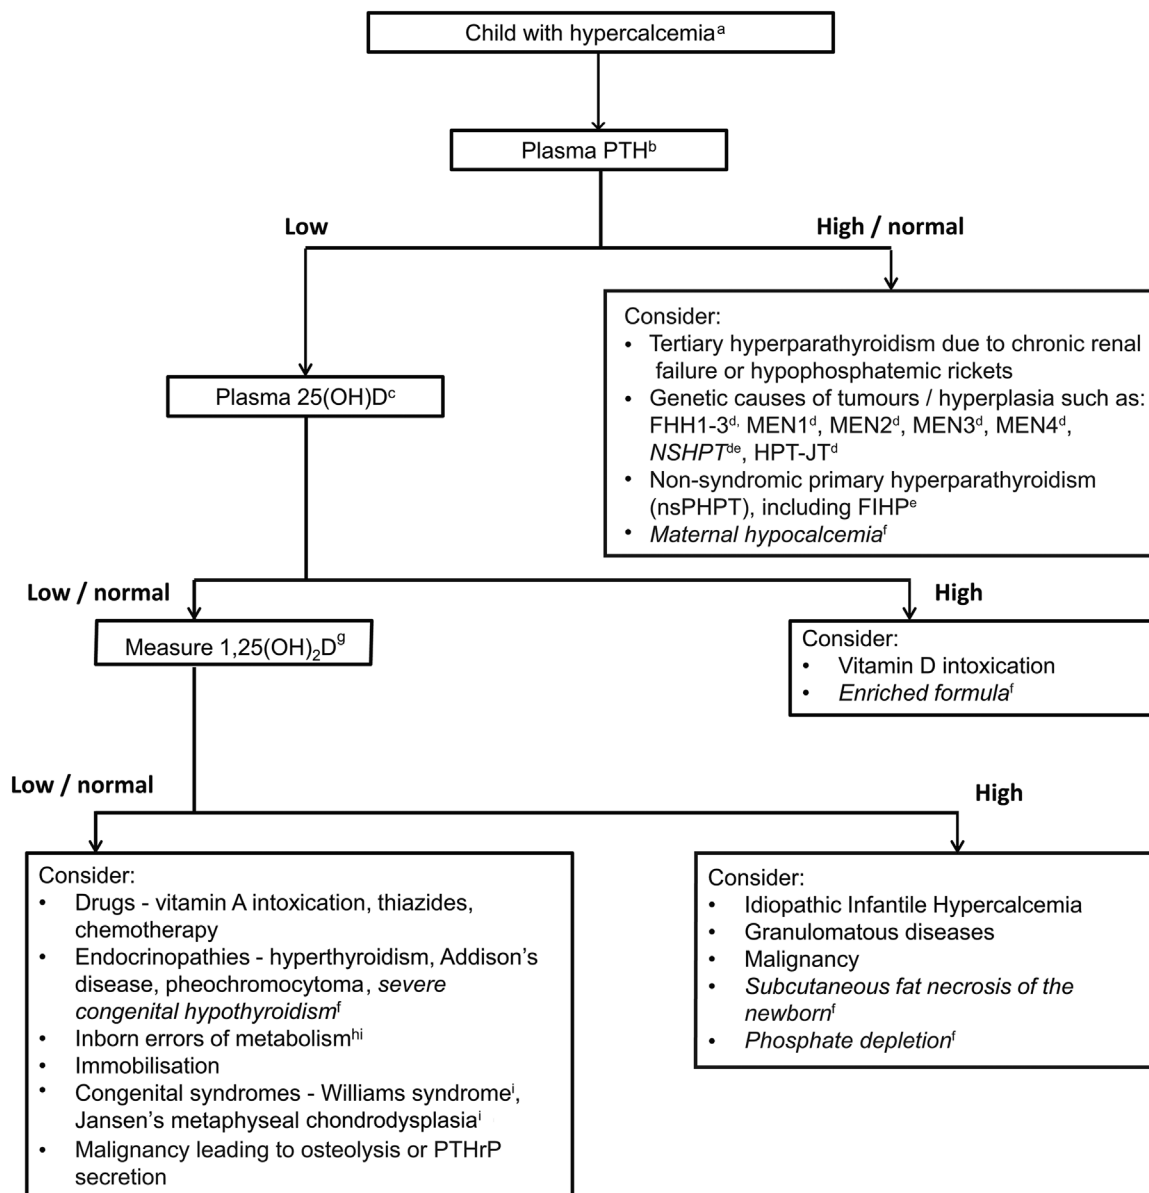 Child with hypercalcemiaᵃ
Plasma PTHᵇ
Low
High / normal
Consider:
• Tertiary hyperparathyroidism due to chronic renal
failure or hypophosphatemic rickets
• Genetic causes of tumours / hyperplasia such as:
FHH1-3ᵈ, MEN1ᵈ, MEN2ᵈ, MEN3ᵈ, MEN4ᵈ,
NSHPTᵈᵉ, HPT-JTᵈ
• Non-syndromic primary hyperparathyroidism
(nsPHPT), including FIHPᵉ
• Maternal hypocalcemiaᶠ
Plasma 25(OH)Dᶜ
Low / normal
High
Measure 1,25(OH)₂Dᵍ
Consider:
• Vitamin D intoxication
• Enriched formulaᶠ
Low / normal
High
Consider:
• Drugs - vitamin A intoxication, thiazides,
chemotherapy
• Endocrinopathies - hyperthyroidism, Addison’s
disease, pheochromocytoma, severe
congenital hypothyroidismᶠ
• Inborn errors of metabolismʰⁱ
• Immobilisation
• Congenital syndromes - Williams syndromeⁱ,
Jansen’s metaphyseal chondrodysplasiaⁱ
• Malignancy leading to osteolysis or PTHrP
secretion
Consider:
• Idiopathic Infantile Hypercalcemia
• Granulomatous diseases
• Malignancy
• Subcutaneous fat necrosis of the
newbornᶠ
• Phosphate depletionᶠ